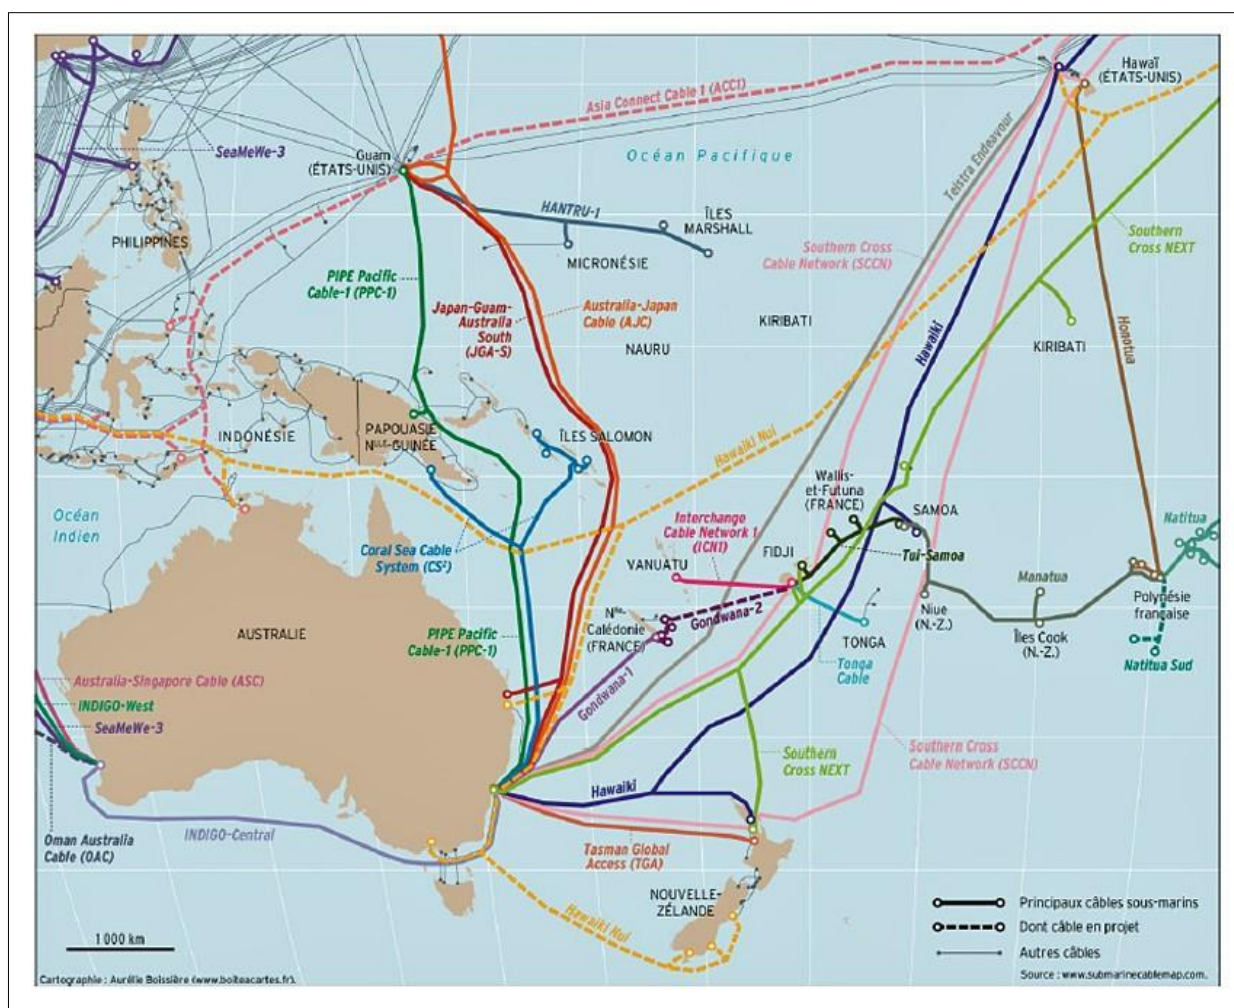 Hawaï
(ÉTATS-UNIS)
Asia Connect Cable 1 (ACC1)
SeaMeWe-3
Guam
(ÉTATS-UNIS)
Océan Pacifique
Telstra Endeavour
HANTRU-1
ÎLES
MARSHALL
PHILIPPINES
MICRONÉSIE
Southern Cross
Cable Network (SCCN)
Southern
Cross NEXT
PIPE Pacific
Cable-1 (PPC-1)
Japan-Guam-
Australia
South
(JGA-S)
Australia-Japan
Cable (AJC)
KIRIBATI
NAURU
Hawaiki
KIRIBATI
Honotua
INDONÉSIE
PAPOUASIE
Nlle-GUINÉE
ÎLES SALOMON
Hawaiki Nui
Wallis-
et-Futuna
(FRANCE)
SAMOA
Océan
Indien
Interchange
Cable Network 1
(ICN1)
Natitua
Coral Sea Cable
System (CS²)
VANUATU
FIDJI
Tui-Samoa
Manatua
Polynésie
française
Niue
(N.-Z.)
Îles Cook
(N.-Z.)
AUSTRALIE
PIPE Pacific
Cable-1 (PPC-1)
Nlle-
Calédonie
(FRANCE)
Gondwana-2
TONGA
Tonga
Cable
Natitua Sud
Gondwana-1
Australia-Singapore Cable (ASC)
INDIGO-West
SeaMeWe-3
Southern
Cross NEXT
Southern Cross
Cable Network (SCCN)
Hawaiki
Oman Australia
Cable (OAC)
INDIGO-Central
Tasman Global
Access (TGA)
NOUVELLE-
ZÉLANDE
Hawaiki Nui
Principaux câbles sous-marins
Dont câble en projet
Autres câbles
1 000 km
Cartographie : Aurélie Boissière (www.boiteacartes.fr).
Source : www.submarinecablemap.com.